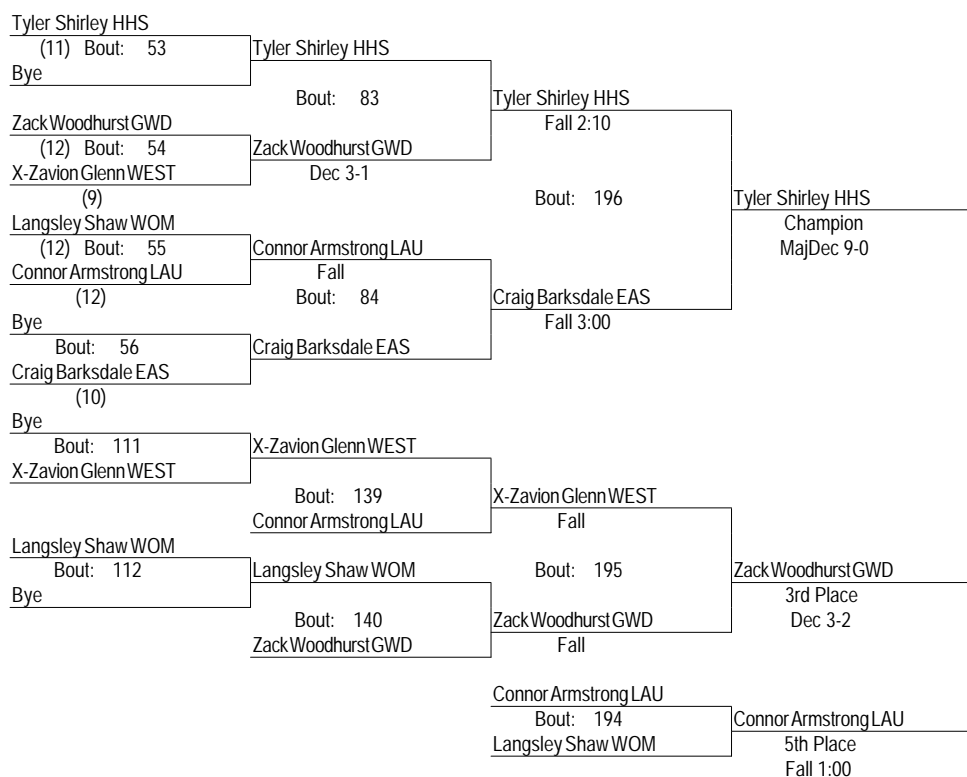 Tyler Shirley HHS
(11) Bout: 53
Tyler Shirley HHS
Bye
Bout: 83
Tyler Shirley HHS
Fall 2:10
Zack Woodhurst GWD
(12) Bout: 54
Zack Woodhurst GWD
X-Zavion Glenn WEST
Dec 3-1
(9)
Bout: 196
Tyler Shirley HHS
Langsley Shaw WOM
Champion
(12) Bout: 55
Connor Armstrong LAU
MajDec 9-0
Connor Armstrong LAU
Fall
(12)
Bout: 84
Craig Barksdale EAS
Bye
Fall 3:00
Bout: 56
Craig Barksdale EAS
Craig Barksdale EAS
(10)
Bye
Bout: 111
X-Zavion Glenn WEST
X-Zavion Glenn WEST
Bout: 139
X-Zavion Glenn WEST
Connor Armstrong LAU
Fall
Langsley Shaw WOM
Bout: 112
Langsley Shaw WOM
Bout: 195
Zack Woodhurst GWD
Bye
3rd Place
Bout: 140
Zack Woodhurst GWD
Dec 3-2
Zack Woodhurst GWD
Fall
Connor Armstrong LAU
Bout: 194
Connor Armstrong LAU
Langsley Shaw WOM
5th Place
Fall 1:00